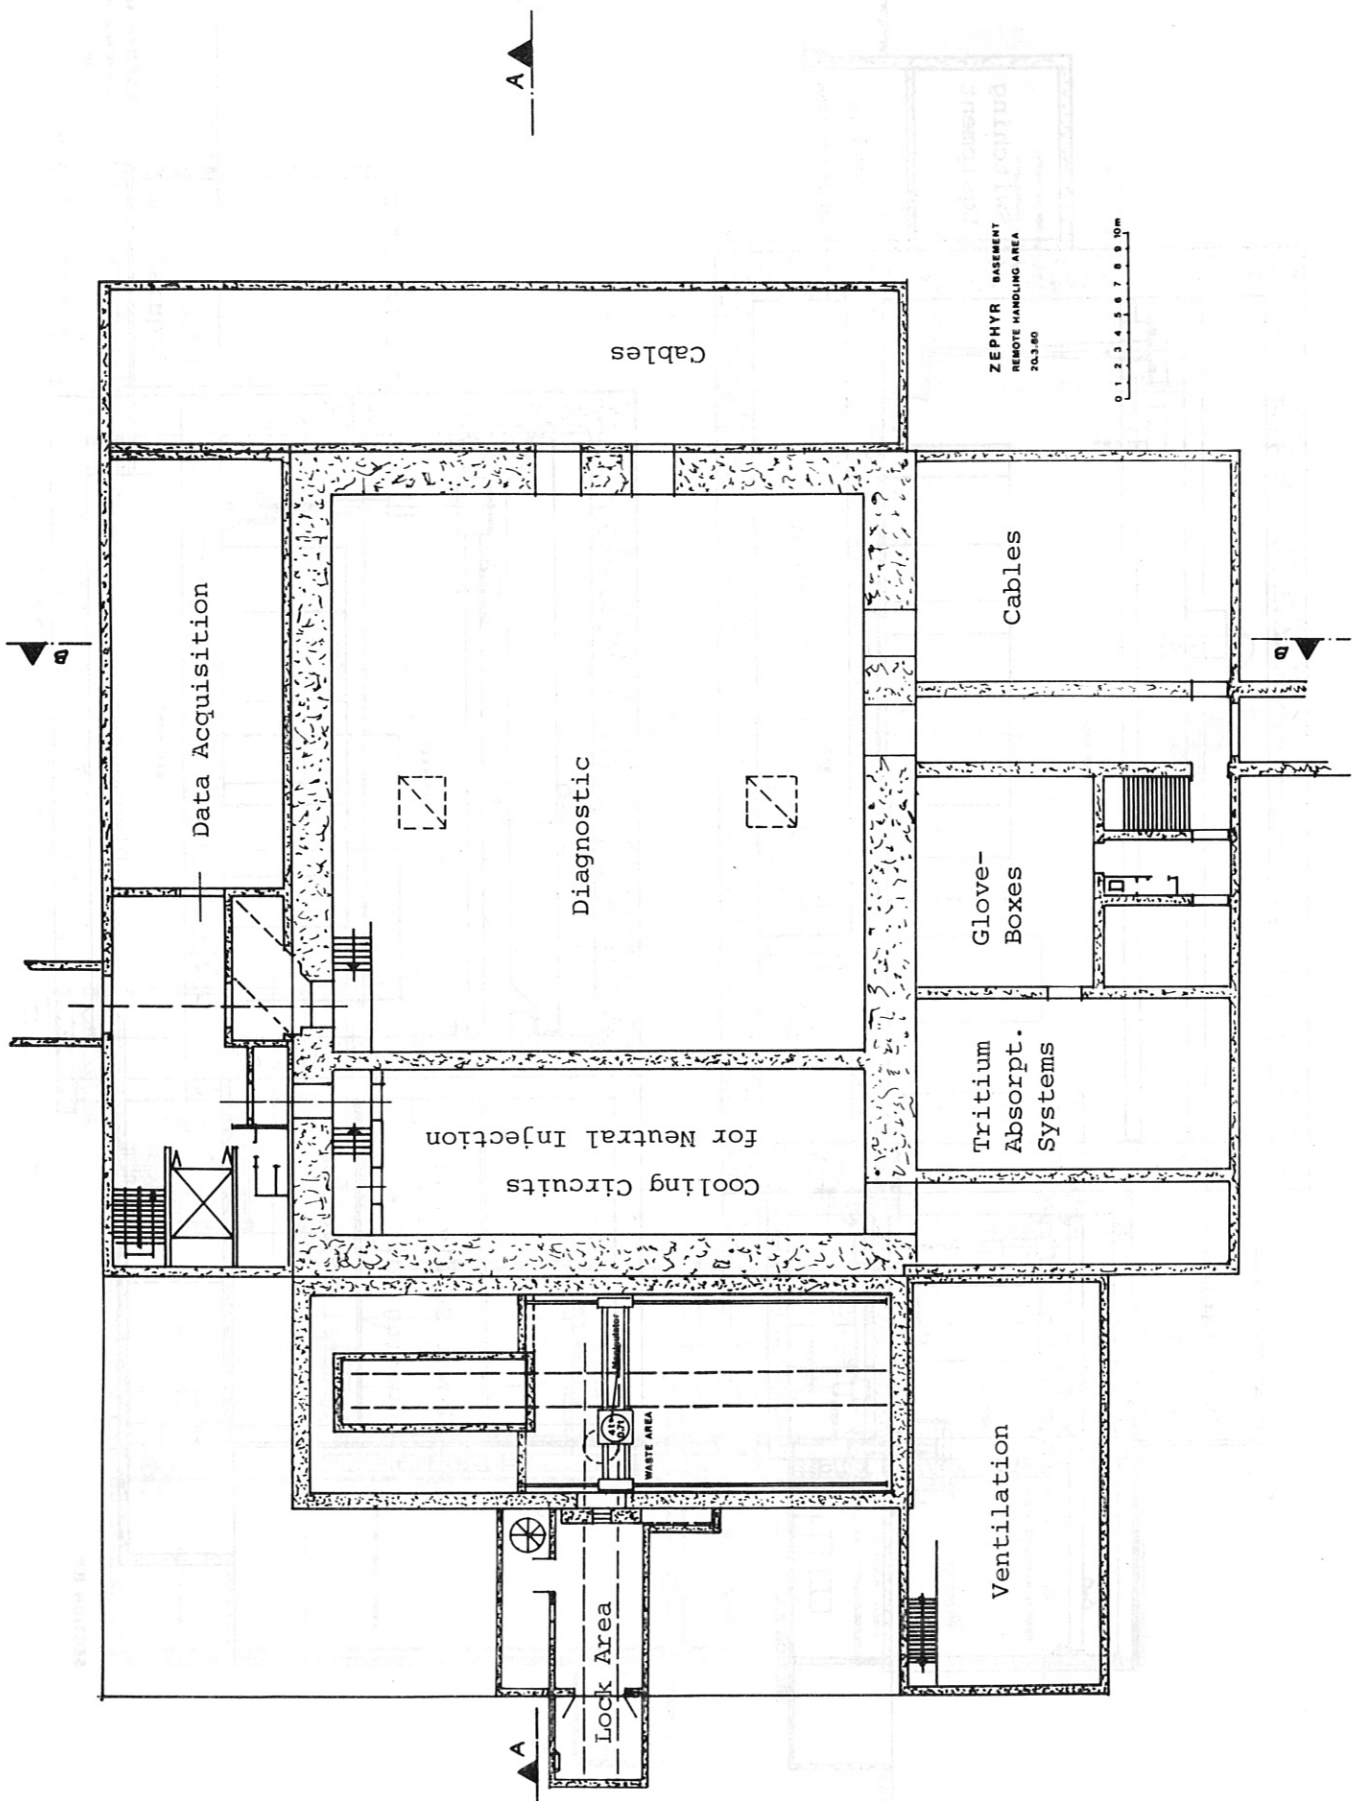 A
ZEPHYR BASEMENT
REMOTE HANDLING AREA
20.3.80
0 1 2 3 4 5 6 7 8 9 10m
Cables
Data Acquisition
Cables
B
B
Diagnostic
Glove-
Boxes
Tritium
Absorpt.
Systems
Cooling Circuits
for Neutral Injection
Manipulator
WASTE AREA
Ventilation
Lock Area
A